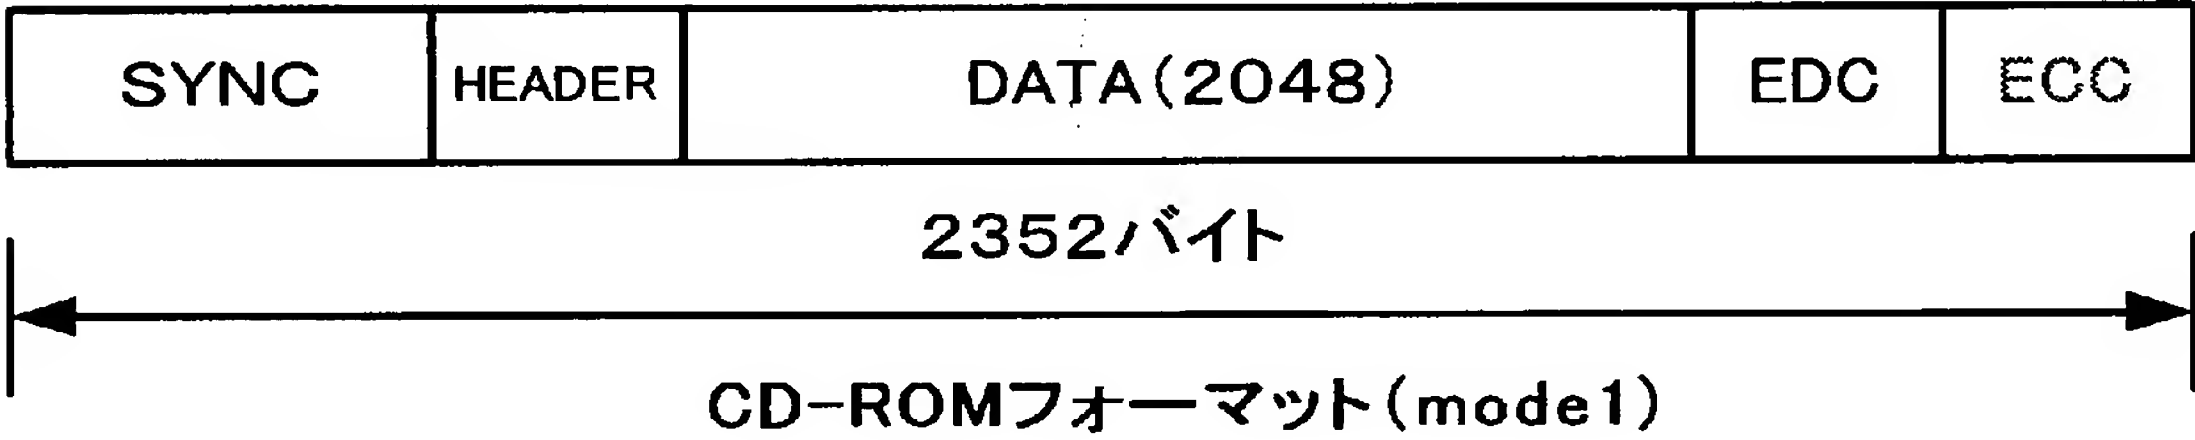 SYNC HEADER DATA(2048) EDC ECC
2352バイト
CD-ROMフォーマット(mode1)